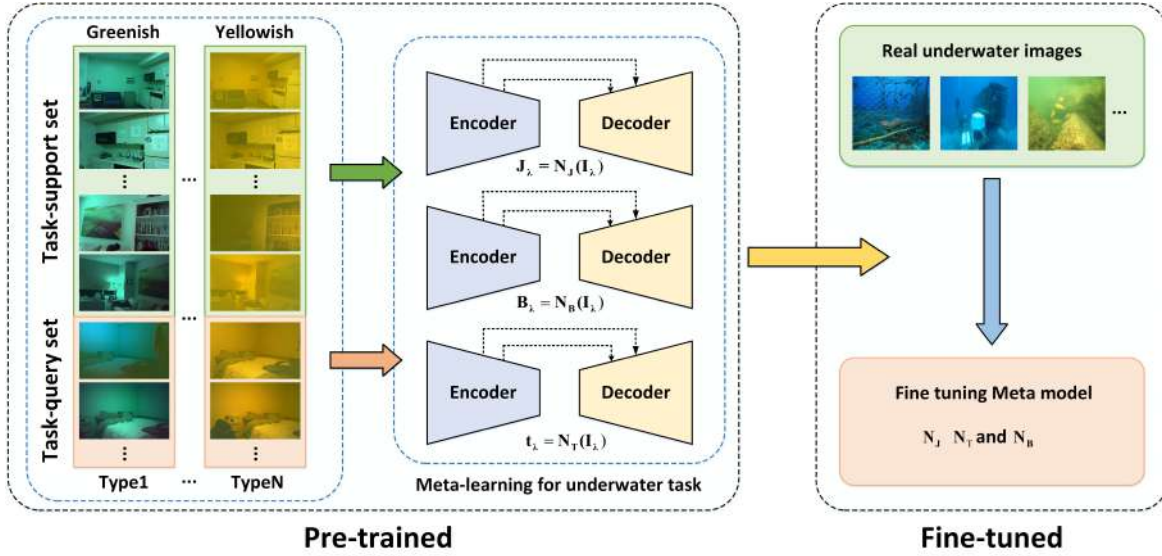 Greenish
Yellowish
Task-support set
Task-query set
⋮
⋮
...
...
⋮
⋮
Type1 ... TypeN
Encoder
Decoder
J_λ = N_J(I_λ)
Encoder
Decoder
B_λ = N_B(I_λ)
Encoder
Decoder
t_λ = N_T(I_λ)
Meta-learning for underwater task
Pre-trained
Real underwater images
...
Fine tuning Meta model
N_J N_T and N_B
Fine-tuned